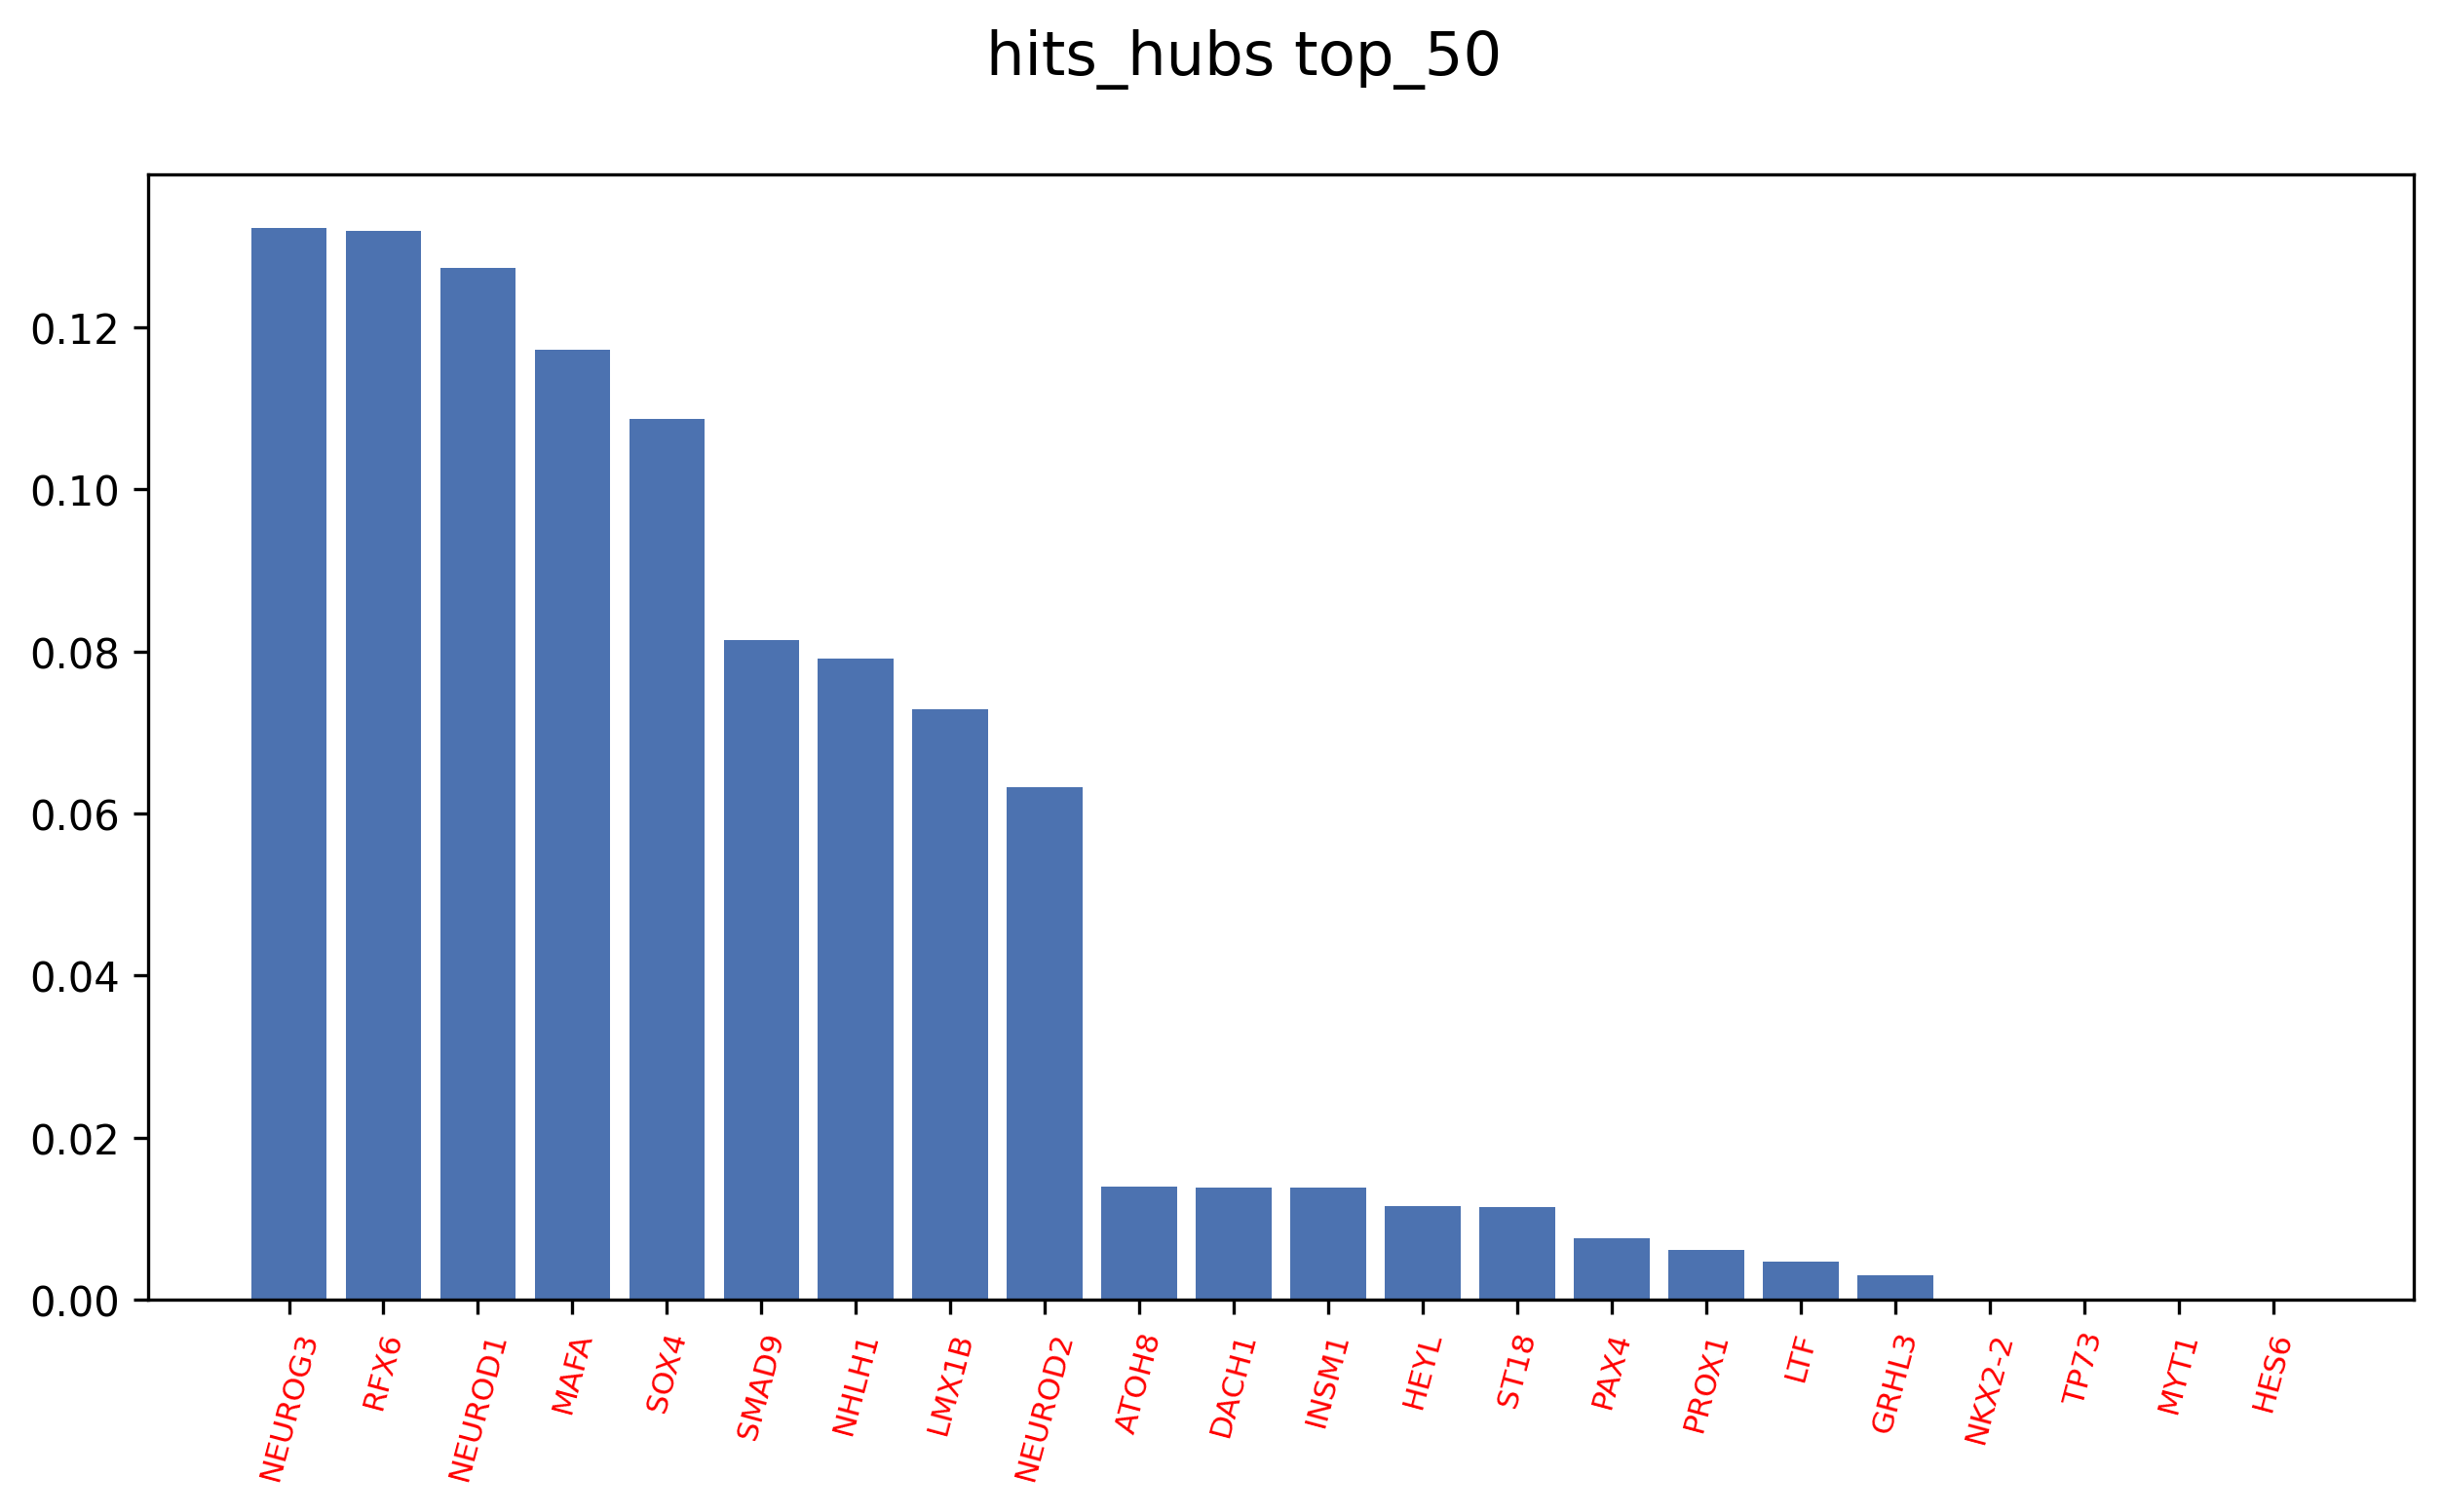 hits_hubs top_50
0.12
0.10
0.08
0.06
0.04
0.02
0.00
NEUROG3
RFX6
NEUROD1
MAFA
SOX4
SMAD9
NHLH1
LMX1B
NEUROD2
ATOH8
DACH1
INSM1
HEYL
ST18
PAX4
PROX1
LTF
GRHL3
NKX2-2
TP73
MYT1
HES6